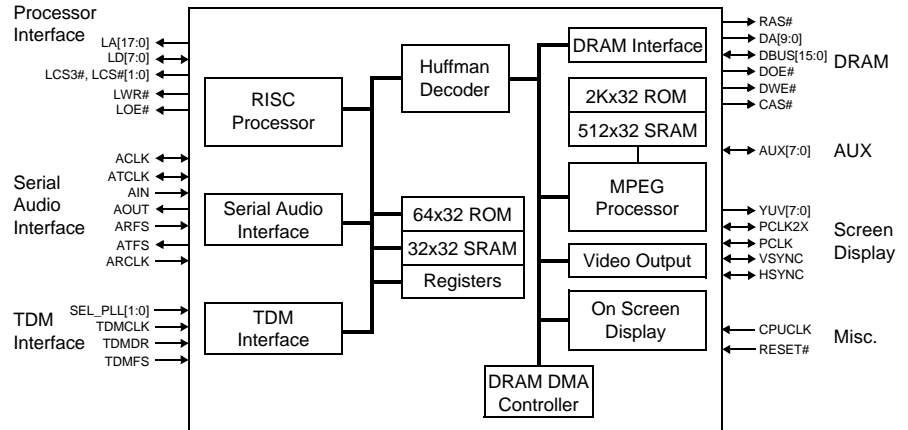 Processor
Interface
LA[17:0]
LD[7:0]
LCS3#, LCS#[1:0]
LWR#
LOE#
Serial
Audio
Interface
ACLK
ATCLK
AIN
AOUT
ARFS
ATFS
ARCLK
TDM
Interface
SEL_PLL[1:0]
TDMCLK
TDMDR
TDMFS
RISC
Processor
Serial Audio
Interface
TDM
Interface
Huffman
Decoder
64x32 ROM
32x32 SRAM
Registers
DRAM Interface
2Kx32 ROM
512x32 SRAM
MPEG
Processor
Video Output
On Screen
Display
DRAM DMA
Controller
RAS#
DA[9:0]
DBUS[15:0]
DOE#
DWE#
CAS#
DRAM
AUX[7:0]
AUX
YUV[7:0]
PCLK2X
PCLK
VSYNC
HSYNC
Screen
Display
CPUCLK
RESET#
Misc.